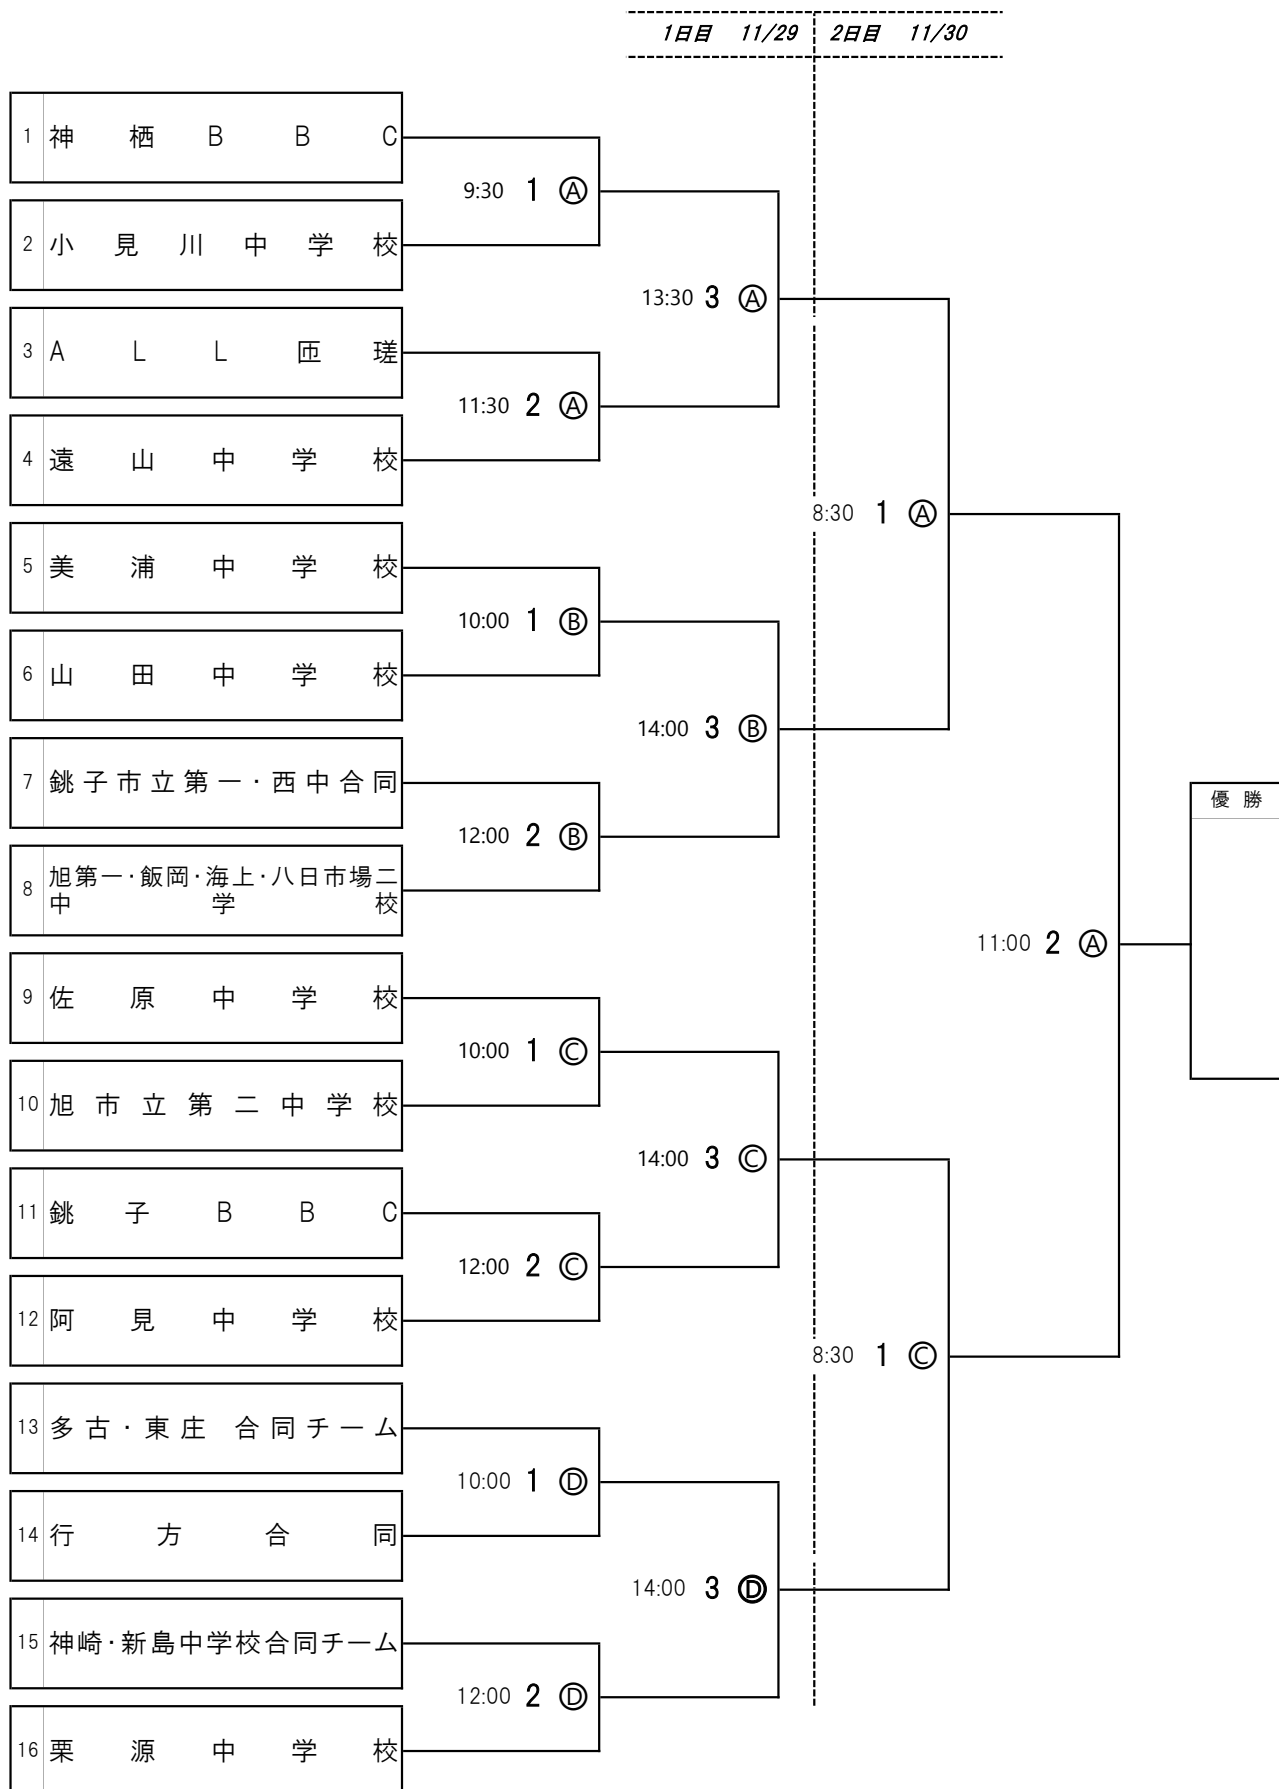 1日目 11/29 2日目 11/30
1 神栖BBC
9:30 1 Ⓐ
2 小見川中学校
13:30 3 Ⓐ
3 ALL匝瑳
11:30 2 Ⓐ
4 遠山中学校
8:30 1 Ⓐ
5 美浦中学校
10:00 1 Ⓑ
6 山田中学校
14:00 3 Ⓑ
7 銚子市立第一・西中合同
優勝
12:00 2 Ⓑ
8 旭第一・飯岡・海上・八日市場二
中学校
11:00 2 Ⓐ
9 佐原中学校
10:00 1 Ⓒ
10 旭市立第二中学校
14:00 3 Ⓒ
11 銚子BBC
12:00 2 Ⓒ
12 阿見中学校
8:30 1 Ⓒ
13 多古・東庄 合同チーム
10:00 1 Ⓓ
14 行方合同
14:00 3 Ⓓ
15 神崎・新島中学校合同チーム
12:00 2 Ⓓ
16 栗源中学校